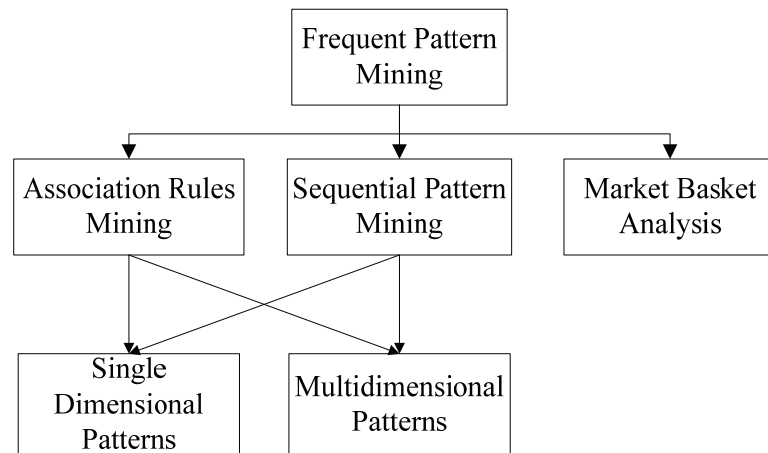 Frequent Pattern
Mining
Association Rules
Mining
Sequential Pattern
Mining
Market Basket
Analysis
Single
Dimensional
Patterns
Multidimensional
Patterns